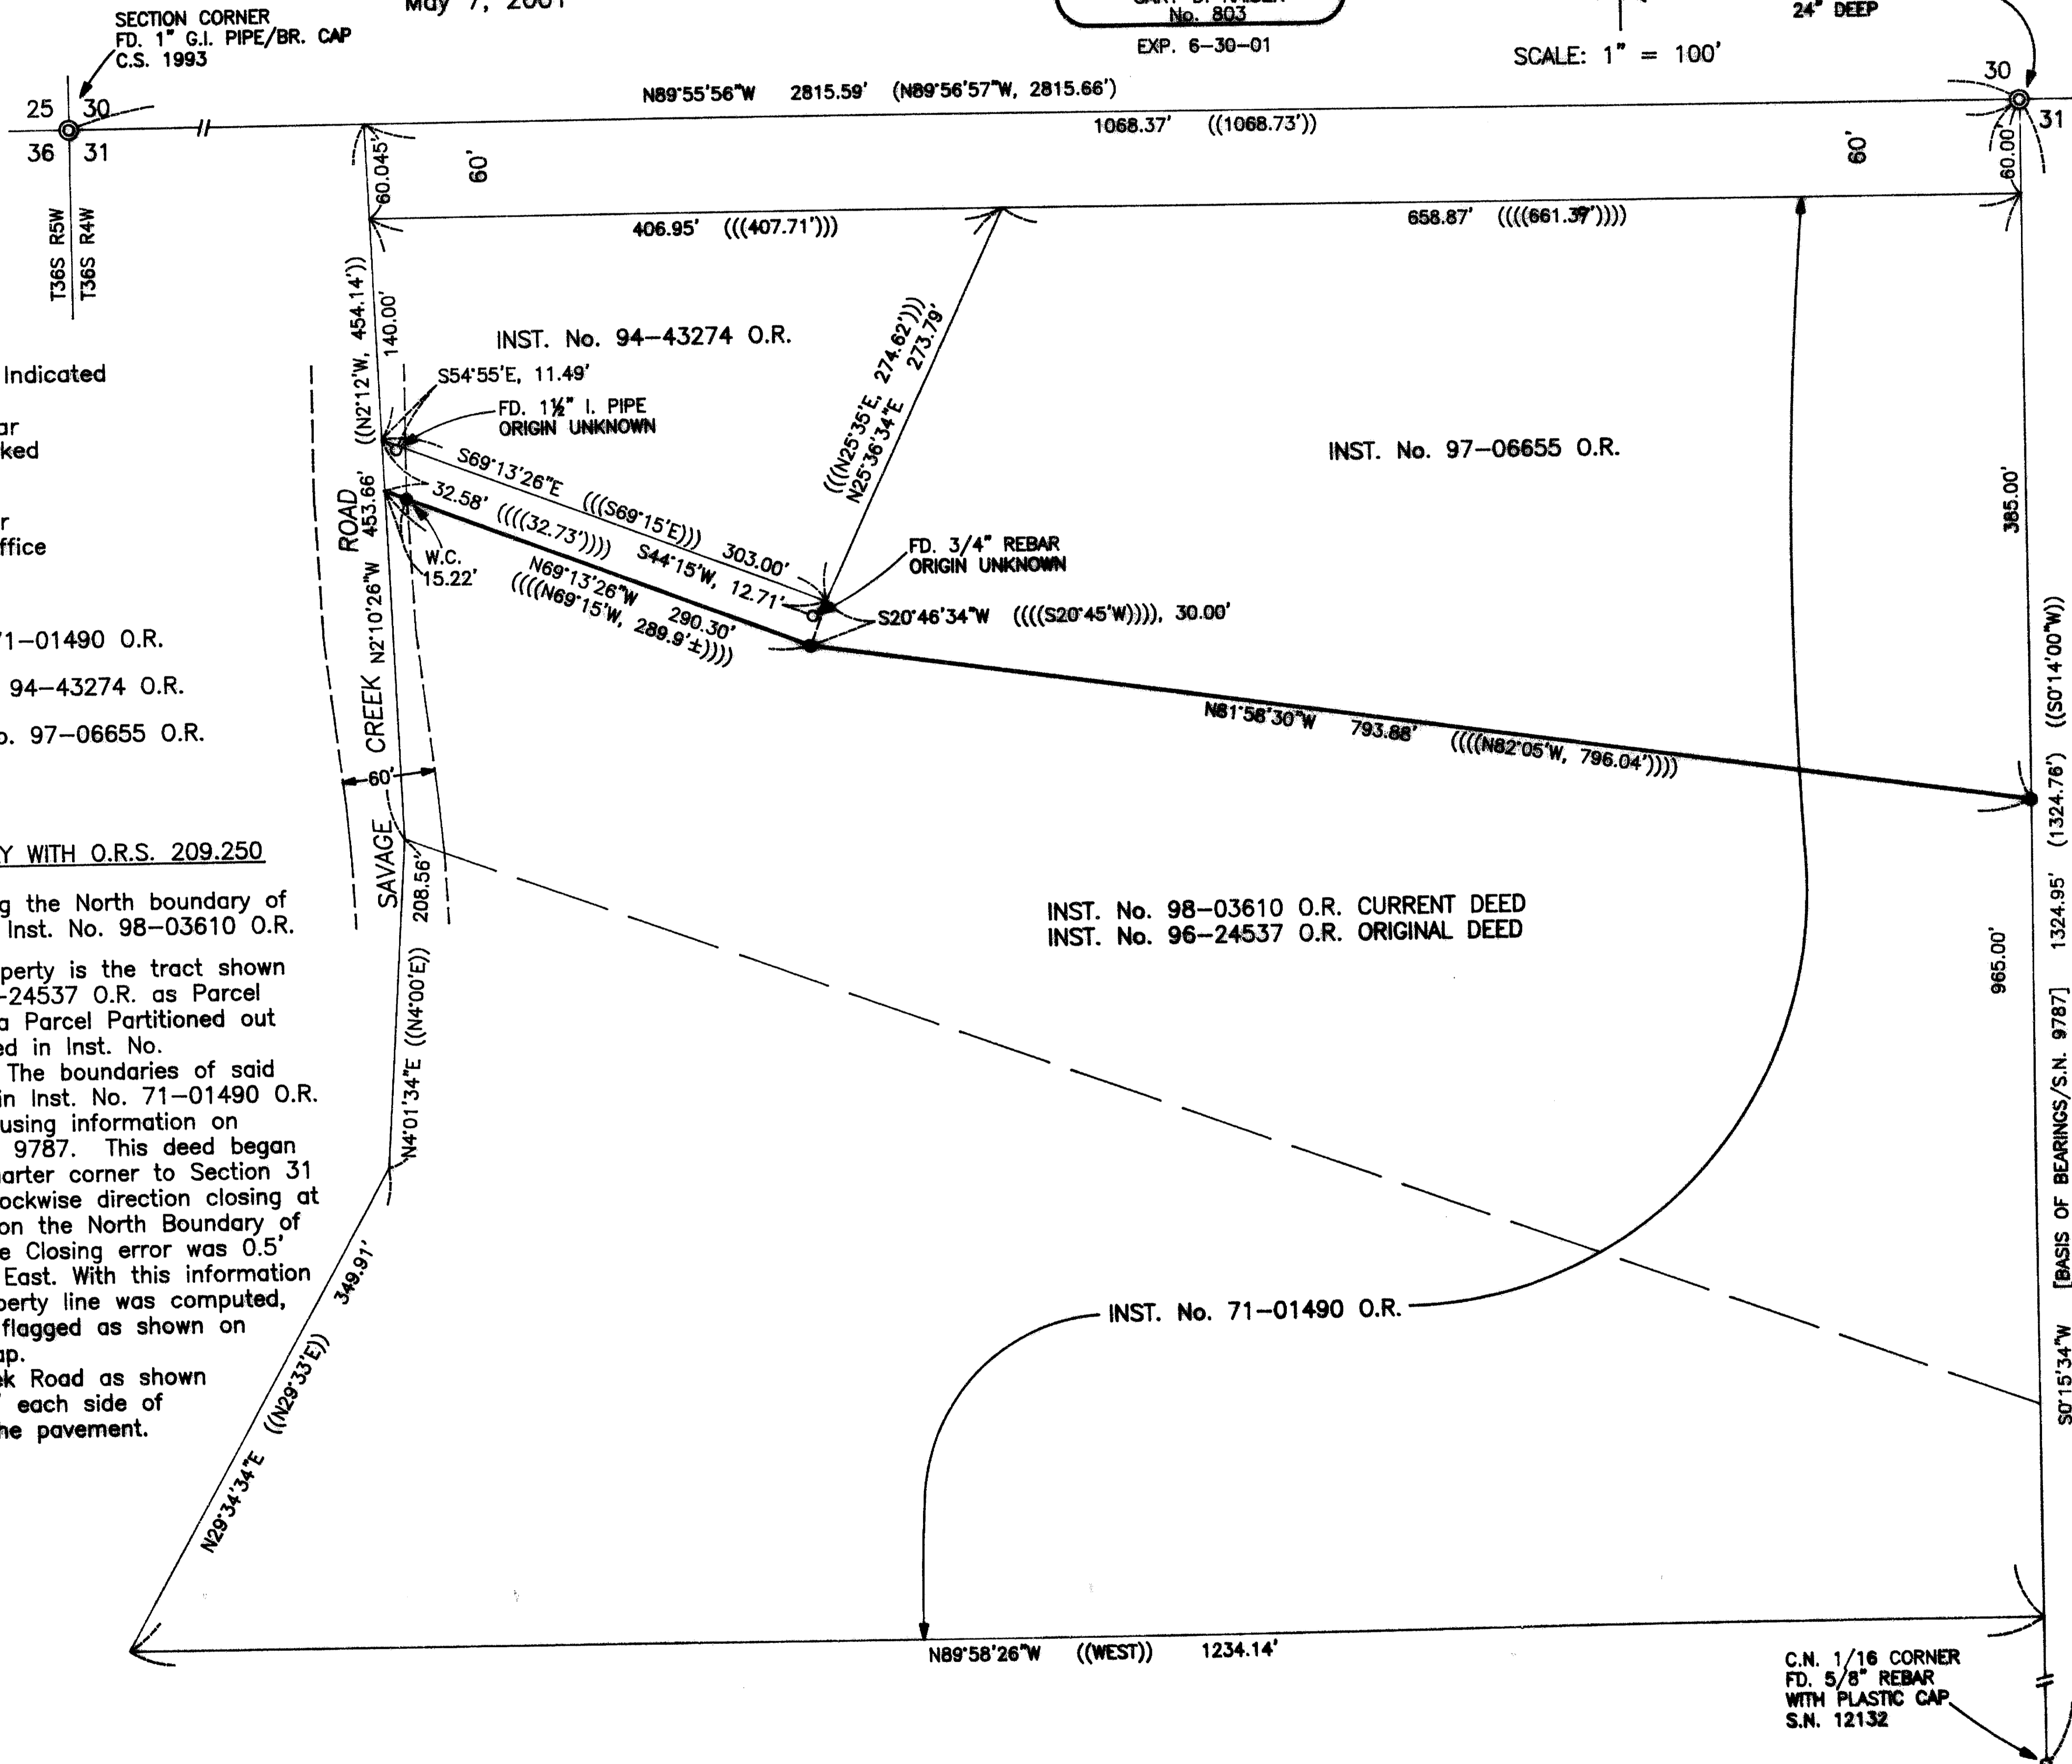 May 7, 2001
SECTION CORNER
FD. 1" G.I. PIPE/BR. CAP
C.S. 1993
No. 803
EXP. 6-30-01
24" DEEP
SCALE: 1" = 100'
25 30
36 31
30
31
N89°55'56"W 2815.59' (N89°56'57"W, 2815.66')
1068.37' ((1068.73'))
60.045'
60'
60'
60.00'
T36S R5W
T36S R4W
406.95' (((407.71')))
658.87' ((((661.39'))))
((N2°12'W, 454.14'))
140.00'
INST. No. 94-43274 O.R.
S54°55'E, 11.49'
FD. 1½" I. PIPE
ORIGIN UNKNOWN
(((N25°35'E, 274.62')))
N25°36'34"E 273.79'
INST. No. 97-06655 O.R.
385.00'
Indicated
ar
ked
r
ffice
71-01490 O.R.
94-43274 O.R.
o. 97-06655 O.R.
S69°13'26"E (((S69°15'E))) 303.00'
32.58' ((((32.73')))) S44°15'W, 12.71'
W.C.
15.22'
N69°13'26"W 290.30'
((((N69°15'W, 289.9'±))))
FD. 3/4" REBAR
ORIGIN UNKNOWN
S20°46'34"W ((((S20°45'W)))), 30.00'
SAVAGE CREEK ROAD
N2°10'26"W 453.66'
60'
N81°58'30"W 793.88' ((((N82°05'W, 796.04'))))
208.56'
N4°01'34"E ((N4°00'E))
INST. No. 98-03610 O.R. CURRENT DEED
INST. No. 96-24537 O.R. ORIGINAL DEED
965.00'
S0°15'34"W [BASIS OF BEARINGS/S.N. 9787] 1324.95' (1324.76') ((S0°14'00"W))
Y WITH O.R.S. 209.250
g the North boundary of
Inst. No. 98-03610 O.R.
perty is the tract shown
-24537 O.R. as Parcel
a Parcel Partitioned out
ed in Inst. No.
The boundaries of said
in Inst. No. 71-01490 O.R.
using information on
9787. This deed began
arter corner to Section 31
ockwise direction closing at
on the North Boundary of
e Closing error was 0.5'
East. With this information
perty line was computed,
flagged as shown on
ap.
ek Road as shown
' each side of
he pavement.
INST. No. 71-01490 O.R.
N29°34'34"E ((N29°33'E)) 349.91'
N89°58'26"W ((WEST)) 1234.14'
C.N. 1/16 CORNER
FD. 5/8" REBAR
WITH PLASTIC CAP
S.N. 12132